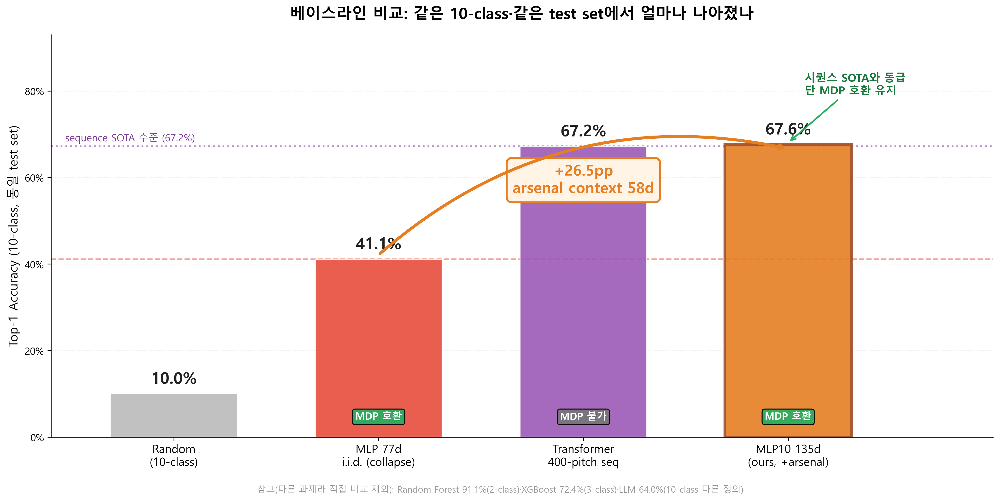 베이스라인 비교: 같은 10-class·같은 test set에서 얼마나 나아졌나
Top-1 Accuracy (10-class, 동일 test set)
80%
60%
40%
20%
0%
sequence SOTA 수준 (67.2%)
시퀀스 SOTA와 동급
단 MDP 호환 유지
10.0%
41.1%
67.2%
67.6%
+26.5pp
arsenal context 58d
MDP 호환
MDP 불가
MDP 호환
Random
(10-class)
MLP 77d
i.i.d. (collapse)
Transformer
400-pitch seq
MLP10 135d
(ours, +arsenal)
참고(다른 과제라 직접 비교 제외): Random Forest 91.1%(2-class)·XGBoost 72.4%(3-class)·LLM 64.0%(10-class 다른 정의)